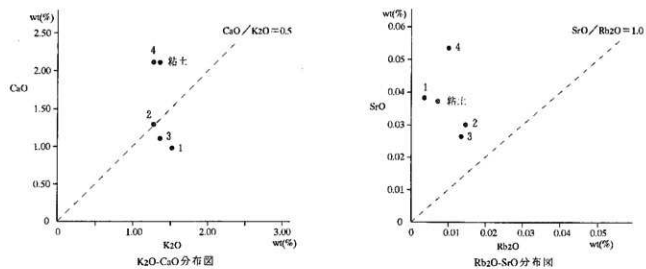 wt(%)
CaO/K2O=0.5
2.50
4
粘土
2.00
CaO
1.50
2
3
1.00
1
0.50
0
1.00
2.00
3.00
K2O
wt(%)
K2O-CaO分布図
wt(%)
SrO/Rb2O=1.0
0.06
4
0.05
1
0.04
粘土
SrO
0.03
2
3
0.02
0.01
0
0.01
0.02
0.03
0.04
0.05
Rb2O
wt(%)
Rb2O-SrO分布図